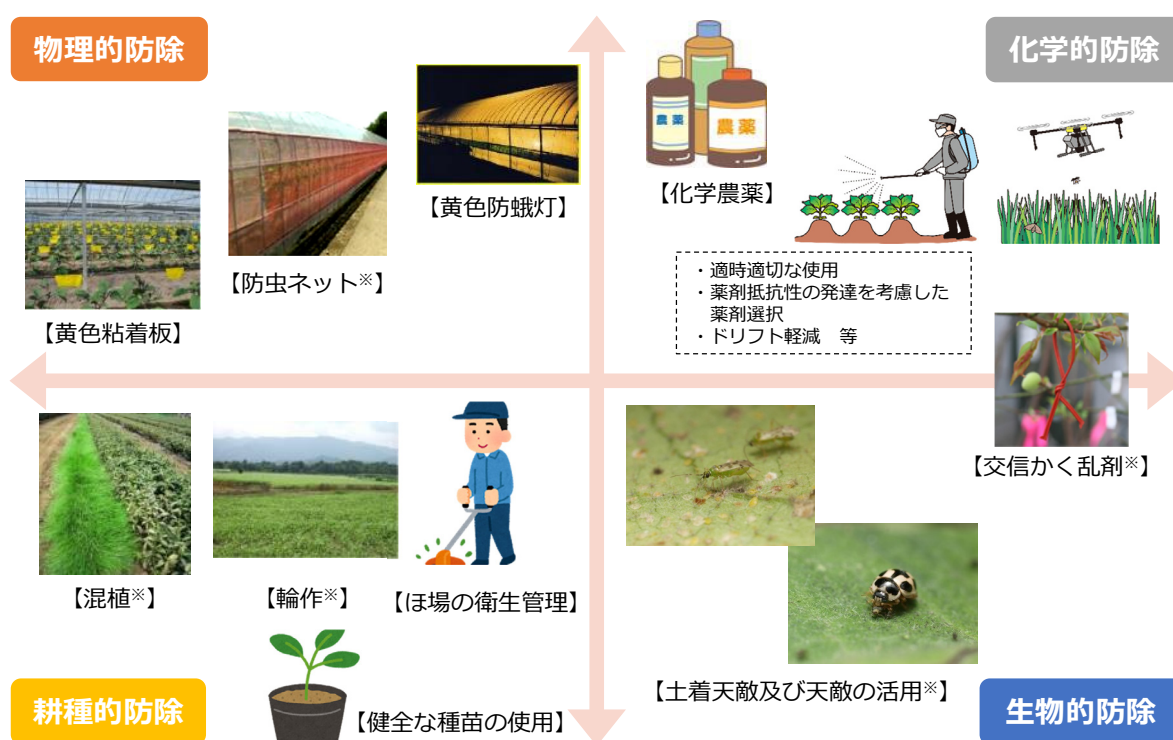 物理的防除
化学的防除
農薬
農薬
【黄色防蛾灯】
【化学農薬】
【防虫ネット※】
【黄色粘着板】
・適時適切な使用
・薬剤抵抗性の発達を考慮した
薬剤選択
・ドリフト軽減　等
【交信かく乱剤※】
【混植※】
【輪作※】
【ほ場の衛生管理】
【土着天敵及び天敵の活用※】
耕種的防除
【健全な種苗の使用】
生物的防除